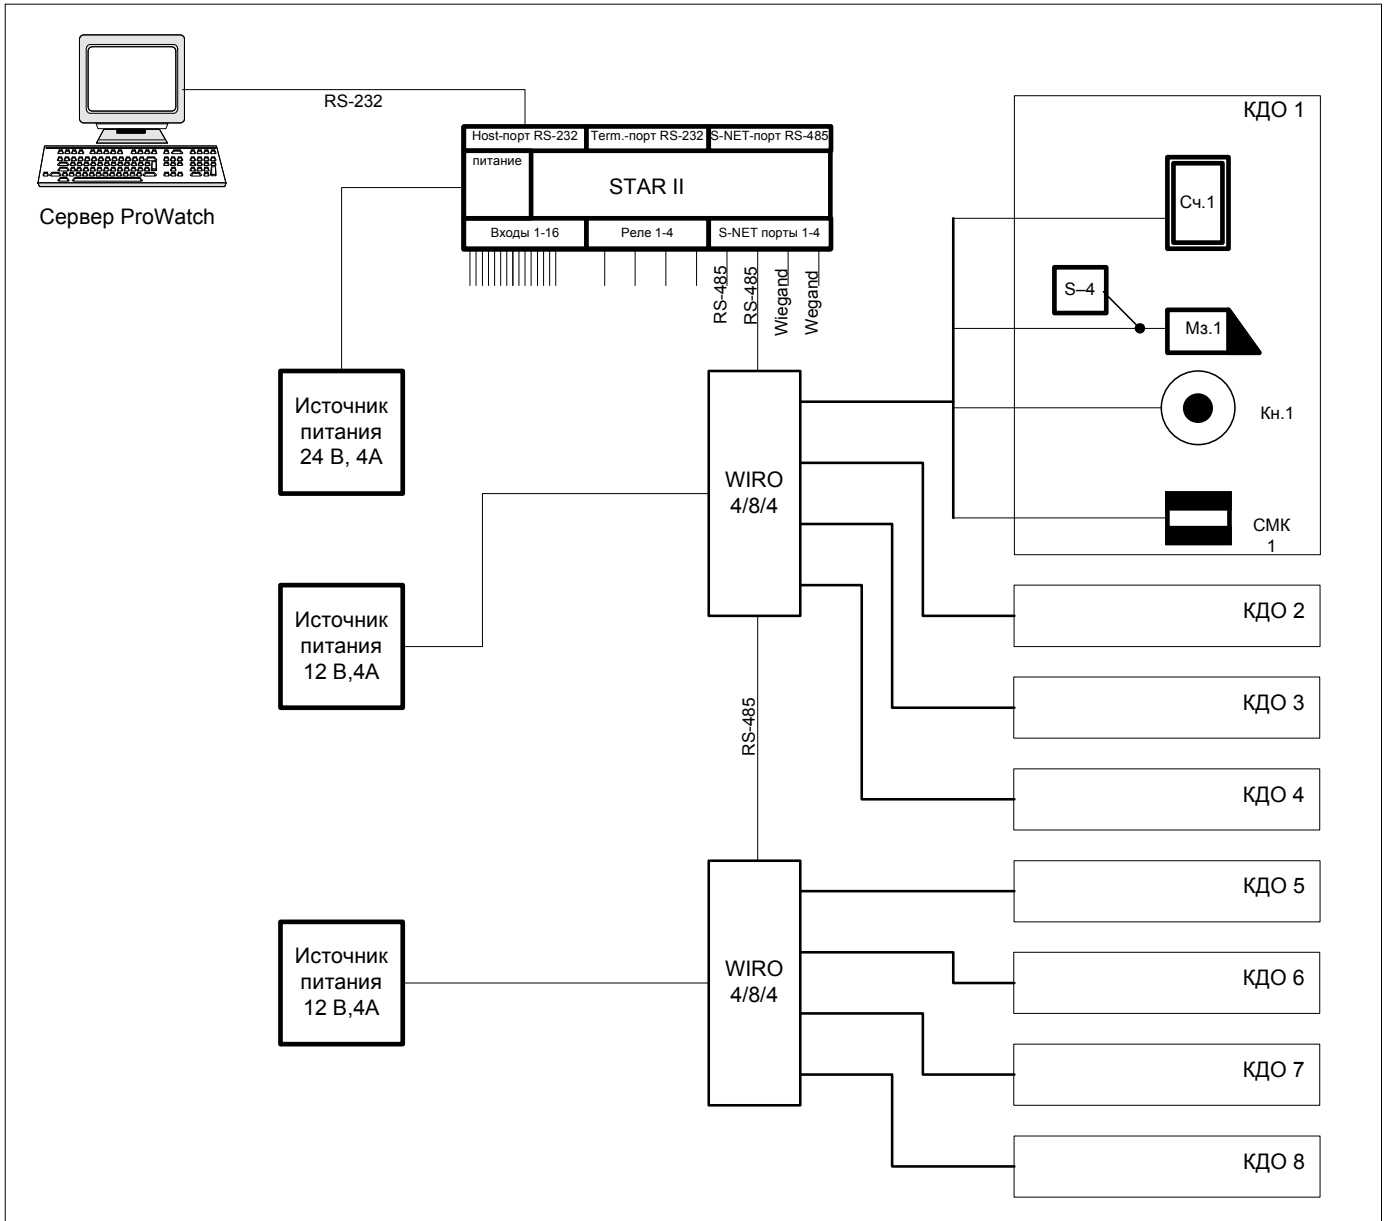 RS-232
КДО 1
Host-порт RS-232
Term.-порт RS-232
S-NET-порт RS-485
питание
STAR II
Сервер ProWatch
Входы 1-16
Реле 1-4
S-NET порты 1-4
RS-485
RS-485
Wiegand
Wegand
Сч.1
S–4
Мз.1
Кн.1
СМК
1
Источник
питания
24 В, 4А
WIRO
4/8/4
Источник
питания
12 В,4А
КДО 2
КДО 3
RS-485
КДО 4
КДО 5
Источник
питания
12 В,4А
WIRO
4/8/4
КДО 6
КДО 7
КДО 8